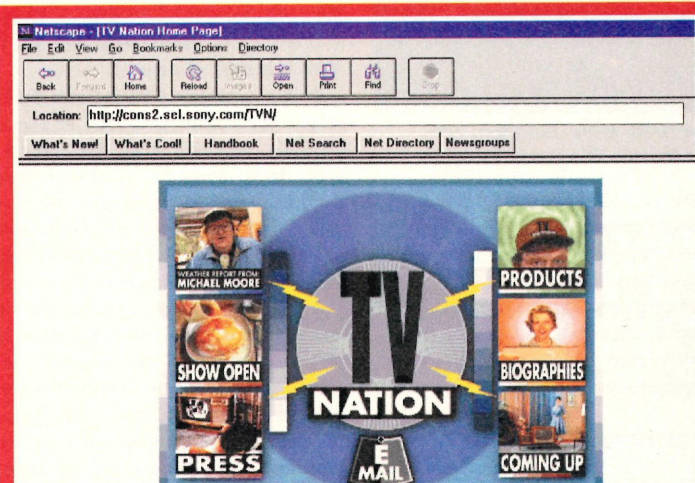 Netscape - [TV Nation Home Page]
File Edit View Go Bookmarks Options Directory
Back Forward Home Reload Images Open Print Find Stop
Location: http://cons2.sel.sony.com/TVN/
What's New! What's Cool! Handbook Net Search Net Directory Newsgroups
WEATHER REPORT FROM:
MICHAEL MOORE
SHOW OPEN
PRESS
TV
NATION
E
MAIL
PRODUCTS
BIOGRAPHIES
COMING UP